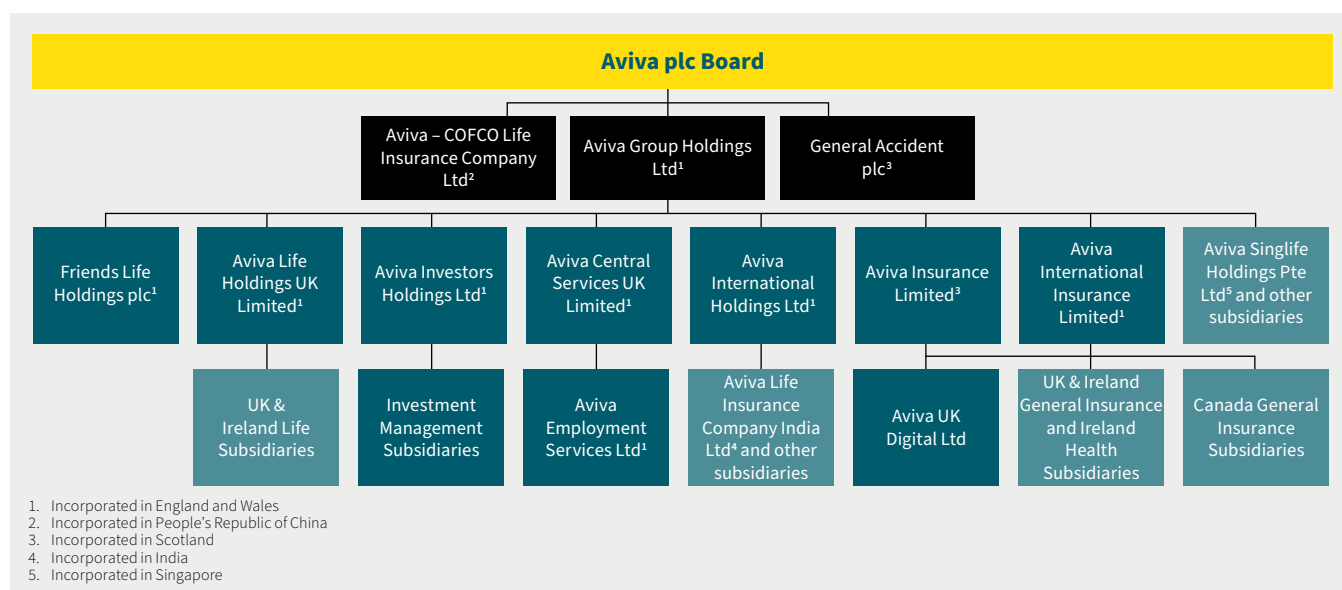 Aviva plc Board
Aviva – COFCO Life
Insurance Company
Ltd²
Aviva Group Holdings
Ltd¹
General Accident
plc³
Friends Life
Holdings plc¹
Aviva Life
Holdings UK
Limited¹
Aviva Investors
Holdings Ltd¹
Aviva Central
Services UK
Limited¹
Aviva
International
Holdings Ltd¹
Aviva Insurance
Limited³
Aviva
International
Insurance
Limited¹
Aviva Singlife
Holdings Pte
Ltd⁵ and other
subsidiaries
UK &
Ireland Life
Subsidiaries
Investment
Management
Subsidiaries
Aviva
Employment
Services Ltd¹
Aviva Life
Insurance
Company India
Ltd⁴ and other
subsidiaries
Aviva UK
Digital Ltd
UK & Ireland
General Insurance
and Ireland
Health
Subsidiaries
Canada General
Insurance
Subsidiaries
1. Incorporated in England and Wales
2. Incorporated in People's Republic of China
3. Incorporated in Scotland
4. Incorporated in India
5. Incorporated in Singapore